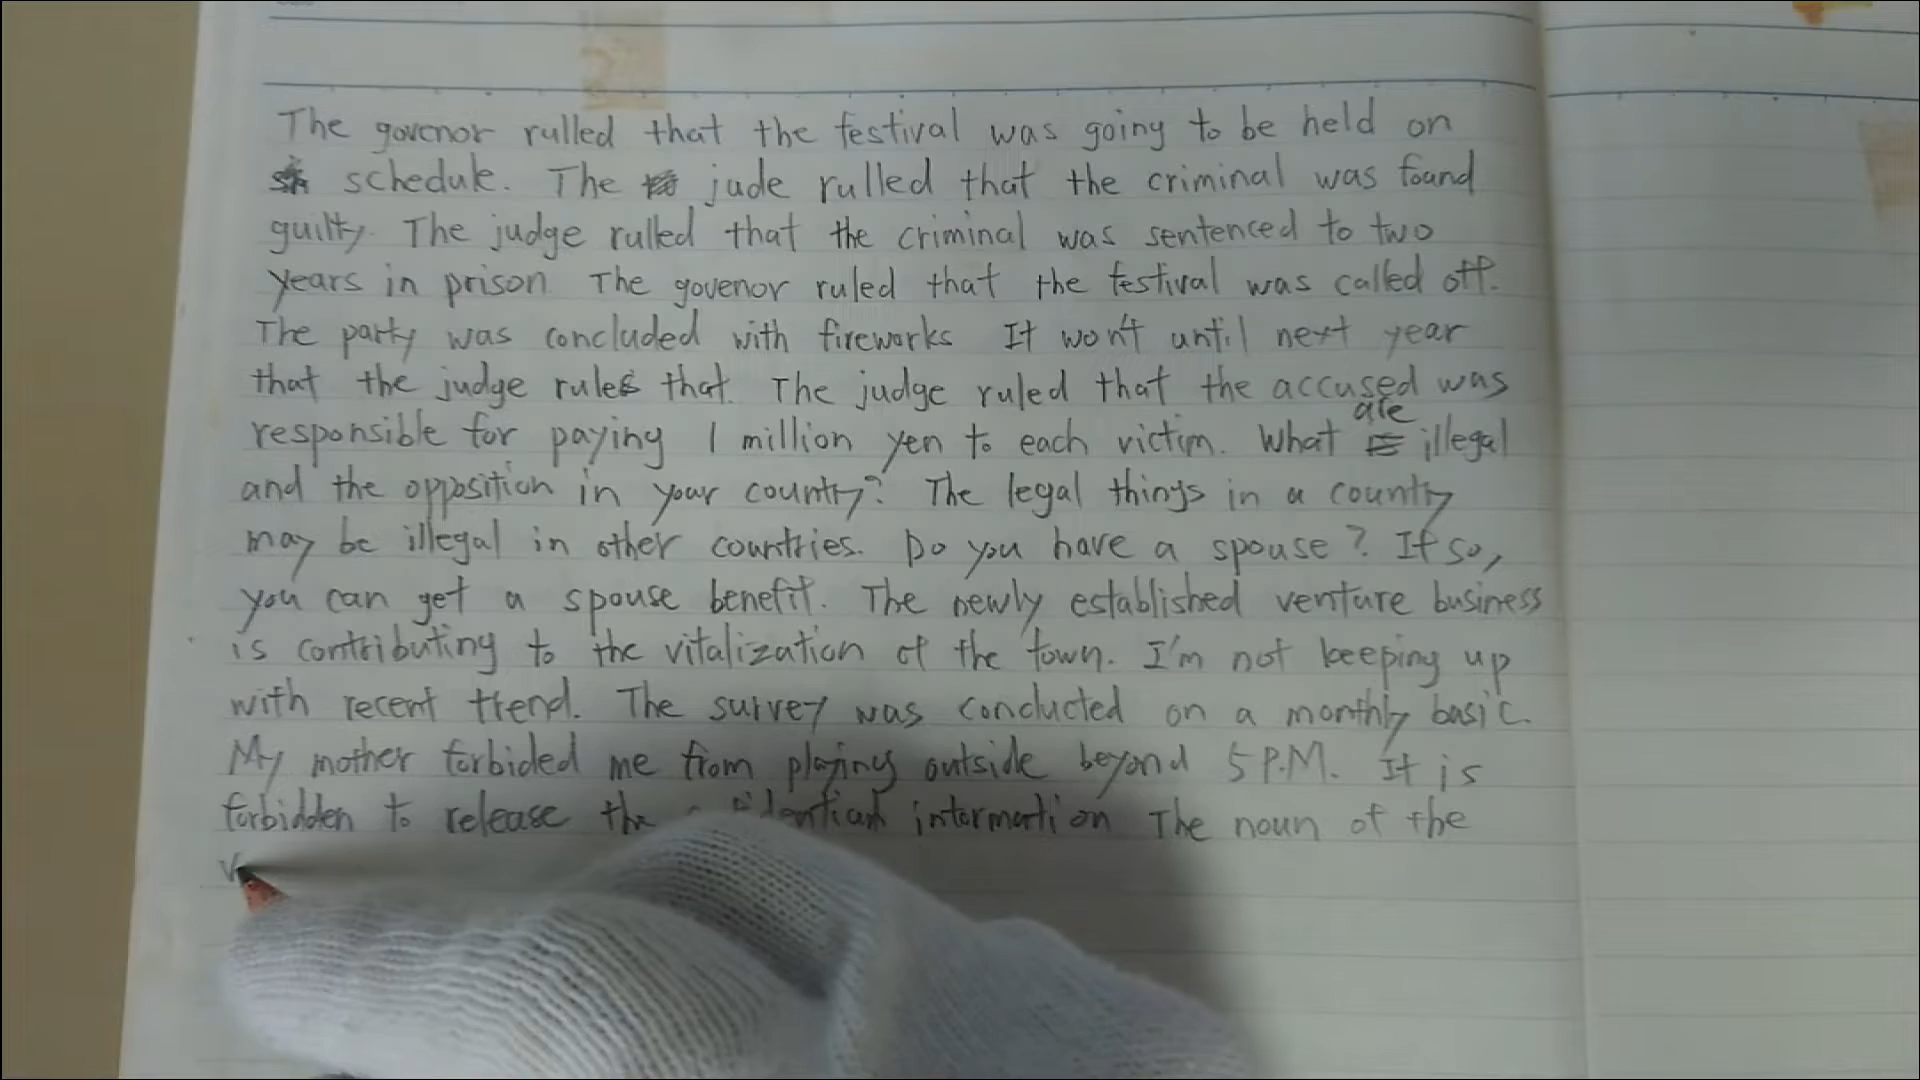 The govenor rulled that the festival was going to be held on
schedule. The jude rulled that the criminal was found
guilty. The judge rulled that the criminal was sentenced to two
years in prison The govenor ruled that the festival was called off.
The party was concluded with fireworks It won't until next year
that the judge rules that. The judge ruled that the accused was
responsible for paying 1 million yen to each victim. What are illegal
and the opposition in your country? The legal things in a country
may be illegal in other countries. Do you have a spouse? If so,
you can get a spouse benefit. The newly established venture business
is contributing to the vitalization of the town. I'm not keeping up
with recent trend. The survey was conducted on a monthly basic.
My mother forbided me from playing outside beyond 5 P.M. It is
forbidden to release the information The noun of the